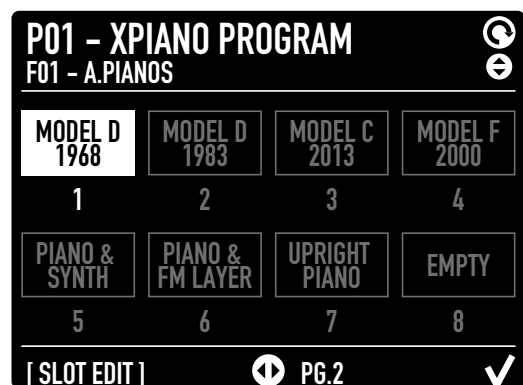 P01 - XPIANO PROGRAM
F01 - A.PIANOS
MODEL D
1968
1
MODEL D
1983
2
MODEL C
2013
3
MODEL F
2000
4
PIANO &
SYNTH
5
PIANO &
FM LAYER
6
UPRIGHT
PIANO
7
EMPTY
8
[ SLOT EDIT ]
PG.2